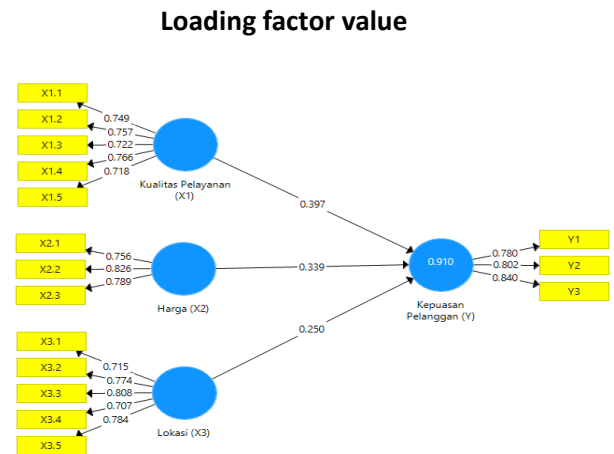 Loading factor value
X1.1
X1.2
X1.3
X1.4
X1.5
0.749
0.757
0.722
0.766
0.718
Kualitas Pelayanan
(X1)
0.397
X2.1
X2.2
X2.3
0.756
0.826
0.789
Harga (X2)
0.339
X3.1
X3.2
X3.3
X3.4
X3.5
0.715
0.774
0.808
0.707
0.784
Lokasi (X3)
0.250
0.910
Kepuasan
Pelanggan (Y)
0.780
0.802
0.840
Y1
Y2
Y3